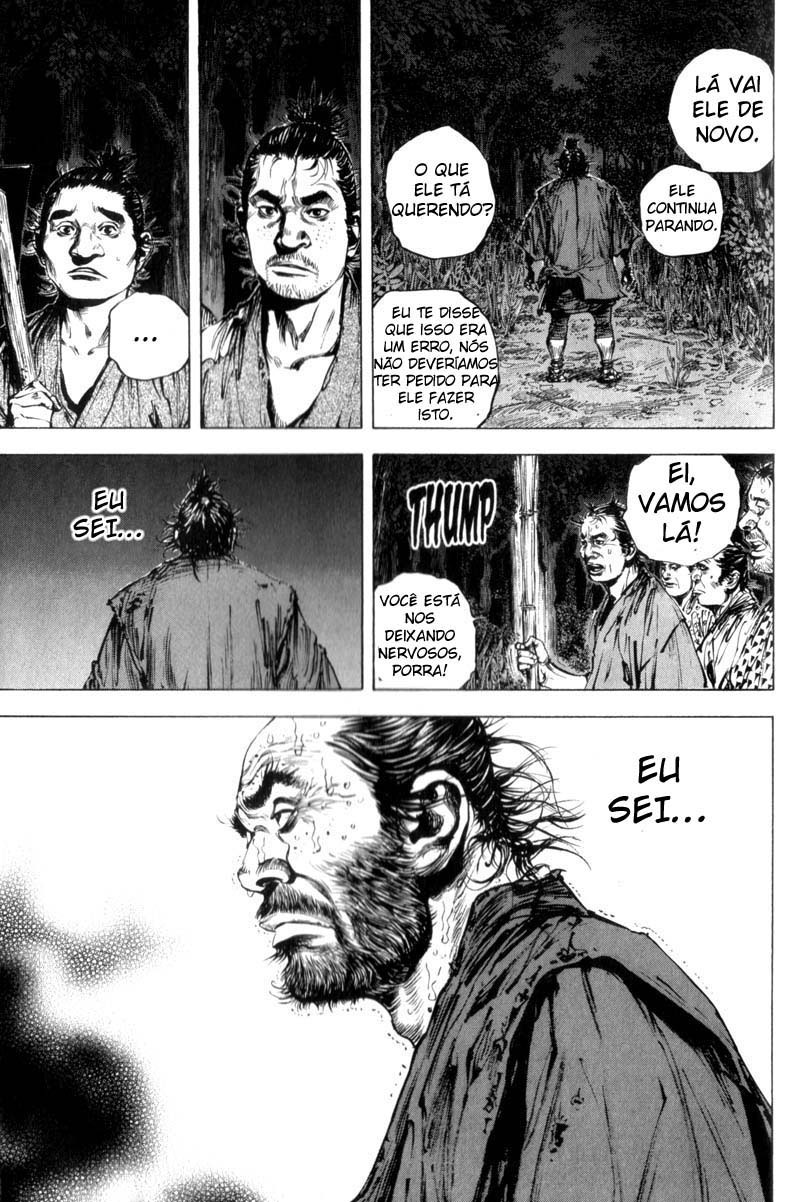 LÁ VAI
ELE DE
NOVO.
ELE
CONTINUA
PARANDO.
O QUE
ELE TÁ
QUERENDO?
EU TE DISSE
QUE ISSO ERA
UM ERRO, NÓS
NÃO DEVERÍAMOS
TER PEDIDO PARA
ELE FAZER
ISTO.
...
EI,
VAMOS
LÁ!
THUMP
VOCÊ ESTÁ
NOS
DEIXANDO
NERVOSOS,
PORRA!
EU
SEI...
EU
SEI...